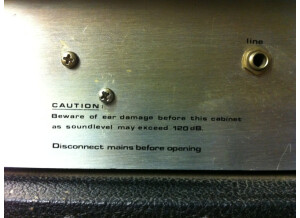 line
CAUTION:
Beware of ear damage before this cabinet
as soundlevel may exceed 120 dB.
Disconnect mains before opening